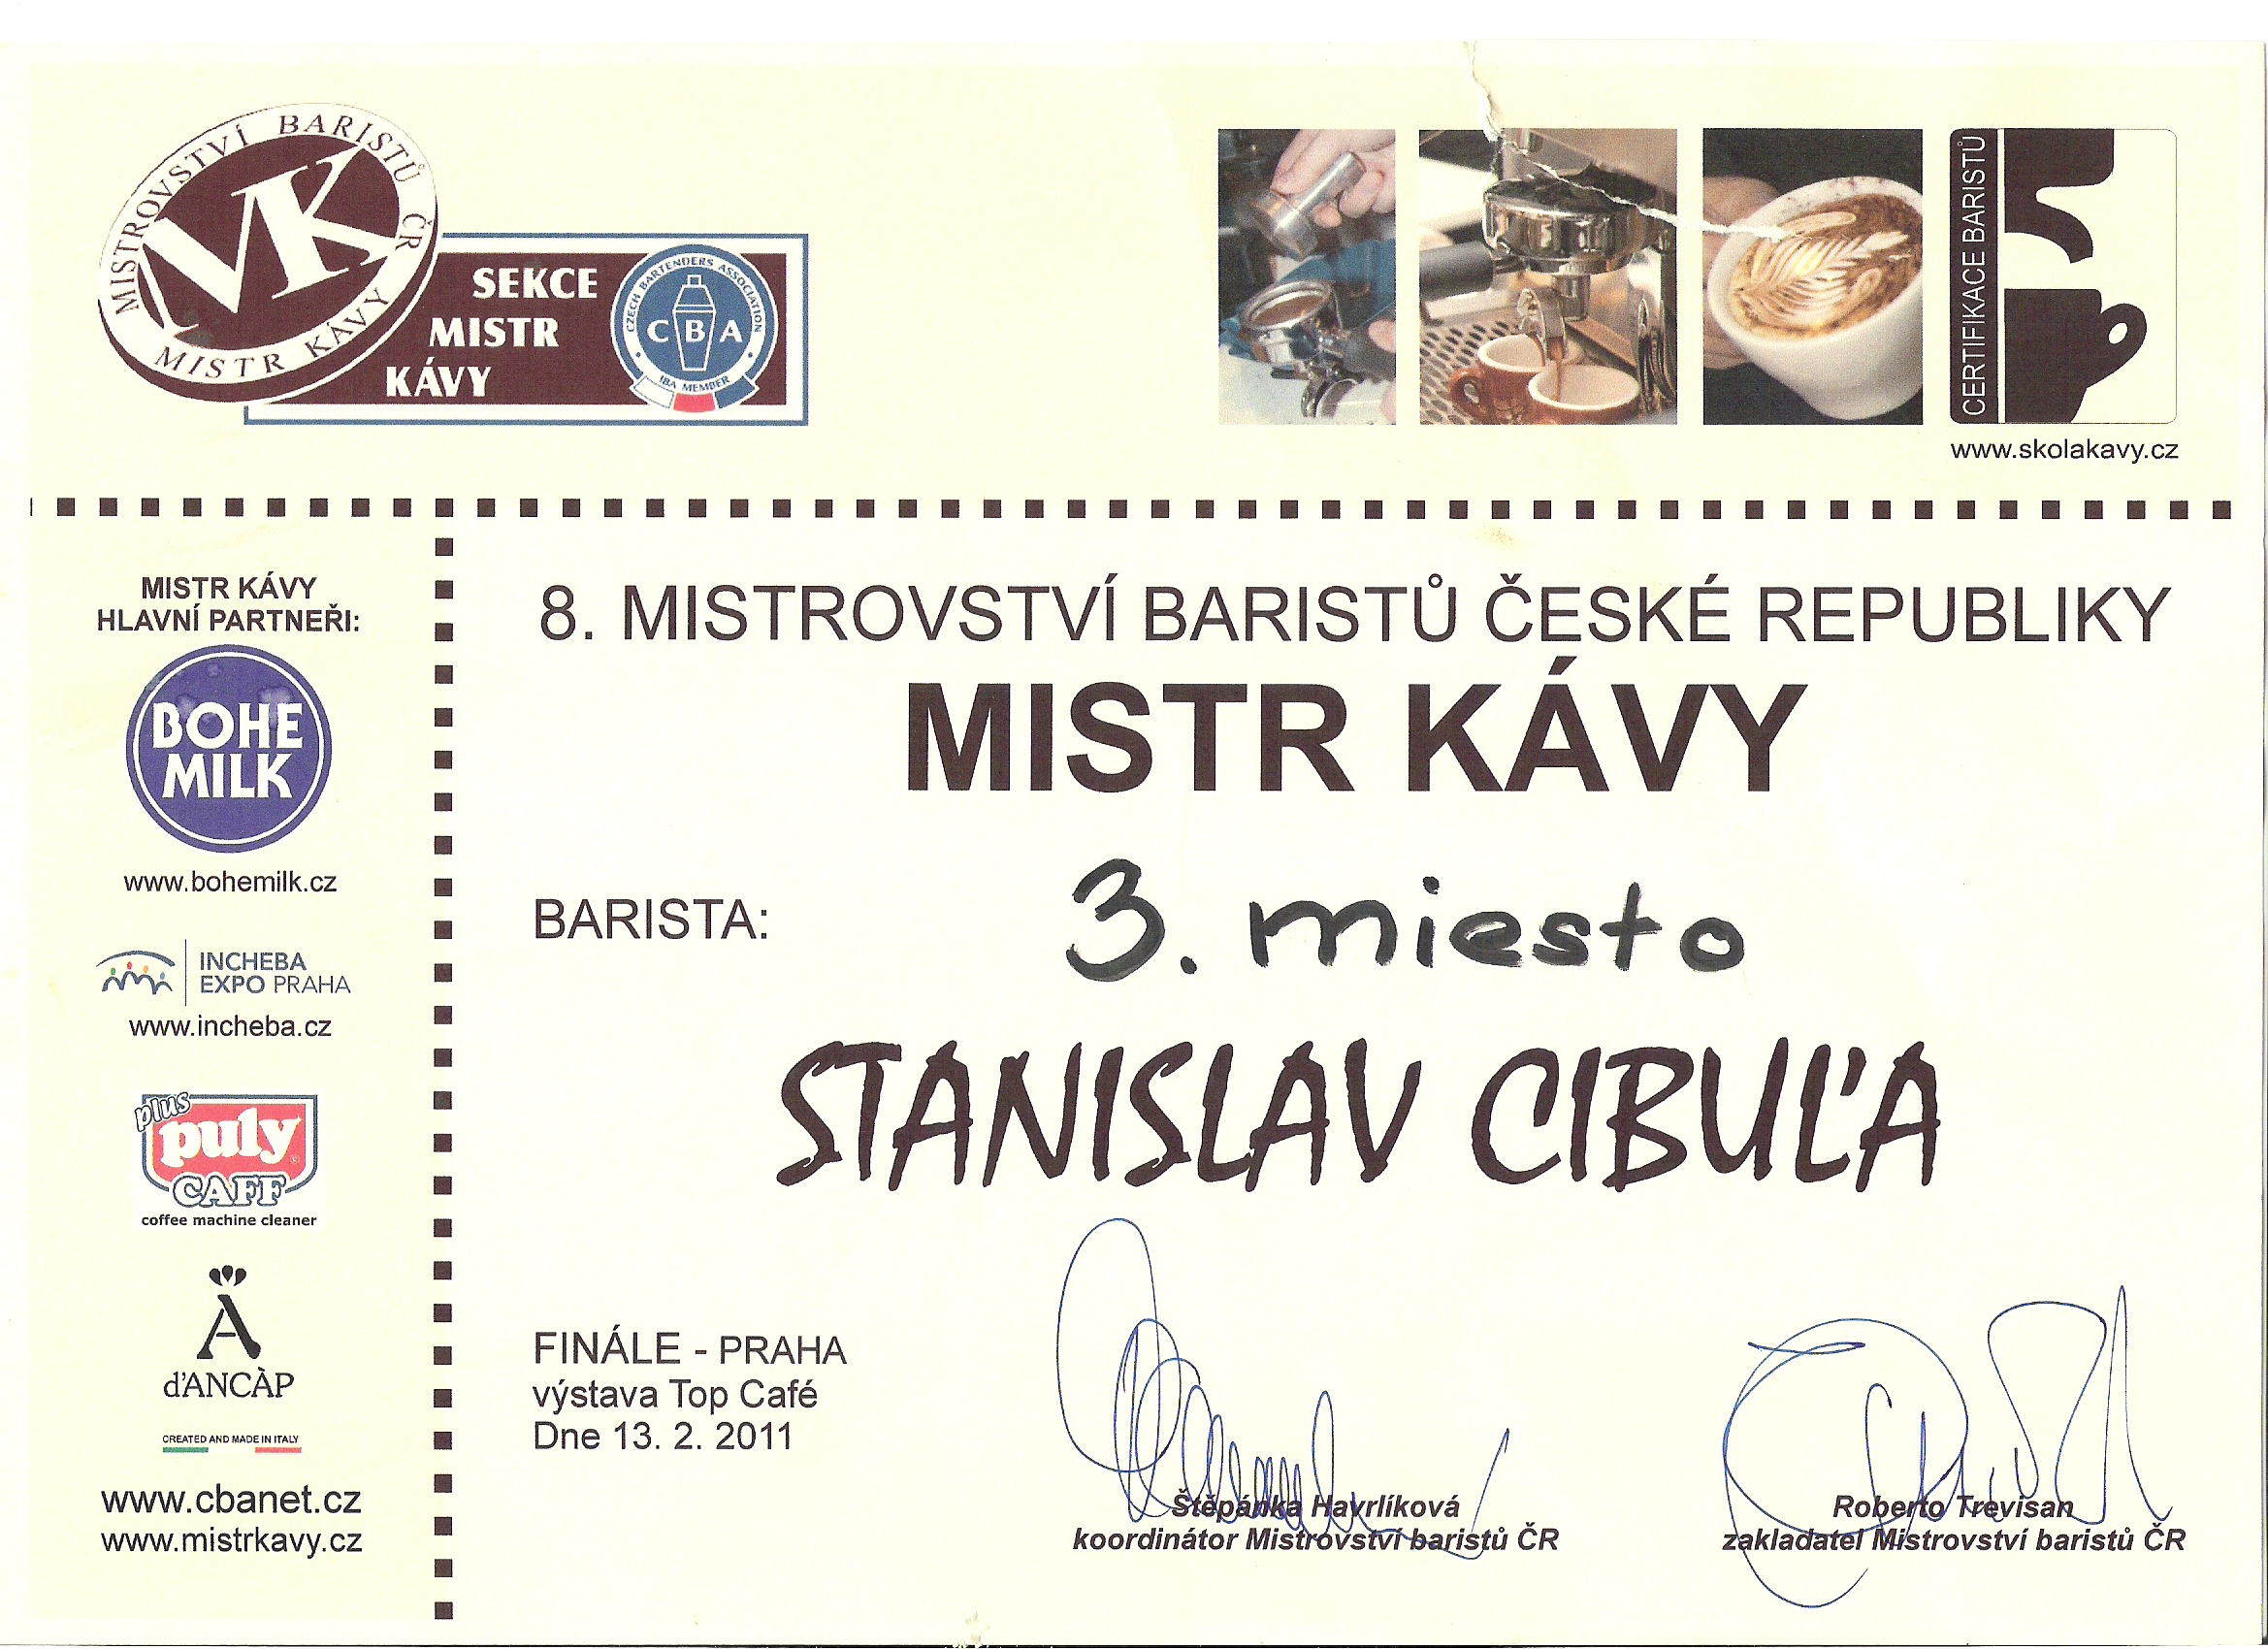 MISTROVSTVÍ BARISTŮ ČR
MISTR KÁVY
VK
SEKCE
MISTR
KÁVY
CZECH BARTENDERS ASSOCIATION
CBA
IBA MEMBER
CERTIFIKACE BARISTŮ
www.skolakavy.cz
MISTR KÁVY
HLAVNÍ PARTNEŘI:
BOHE
MILK
www.bohemilk.cz
INCHEBA
EXPO PRAHA
www.incheba.cz
plus
puly
CAFF
coffee machine cleaner
A
d'ANCÀP
CREATED AND MADE IN ITALY
www.cbanet.cz
www.mistrkavy.cz
8. MISTROVSTVÍ BARISTŮ ČESKÉ REPUBLIKY
MISTR KÁVY
BARISTA: 3. miesto
STANISLAV CIBUĽA
FINÁLE - PRAHA
výstava Top Café
Dne 13. 2. 2011
Štěpánka Havrlíková
koordinátor Mistrovství baristů ČR
Roberto Trevisan
zakladatel Mistrovství baristů ČR